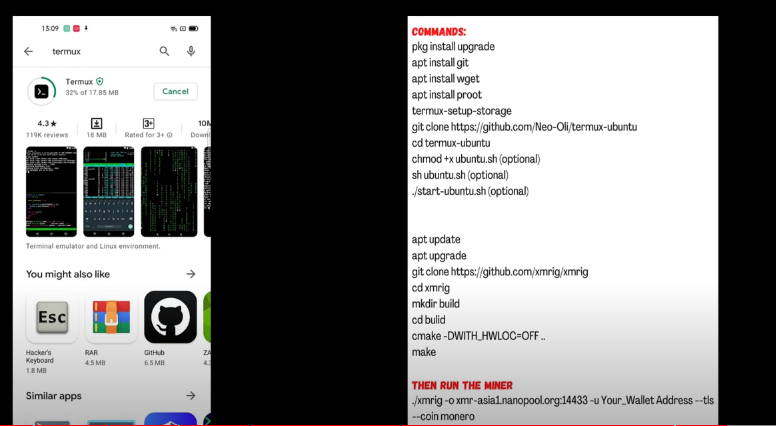 13:09
termux
Termux
32% of 17.85 MB
Cancel
4.3★
119K reviews
18 MB
3+
Rated for 3+
10M
Down
Terminal emulator and Linux environment.
You might also like
Esc
Hacker's
Keyboard
1.8 MB
RAR
4.5 MB
GitHub
6.5 MB
ZA
Similar apps
COMMANDS:
pkg install upgrade
apt install git
apt install wget
apt install proot
termux-setup-storage
git clone https://github.com/Neo-Oli/termux-ubuntu
cd termux-ubuntu
chmod +x ubuntu.sh (optional)
sh ubuntu.sh (optional)
./start-ubuntu.sh (optional)
apt update
apt upgrade
git clone https://github.com/xmrig/xmrig
cd xmrig
mkdir build
cd bulid
cmake -DWITH_HWLOC=OFF ..
make
THEN RUN THE MINER
./xmrig -o xmr-asia1.nanopool.org:14433 -u Your_Wallet Address --tls
--coin monero